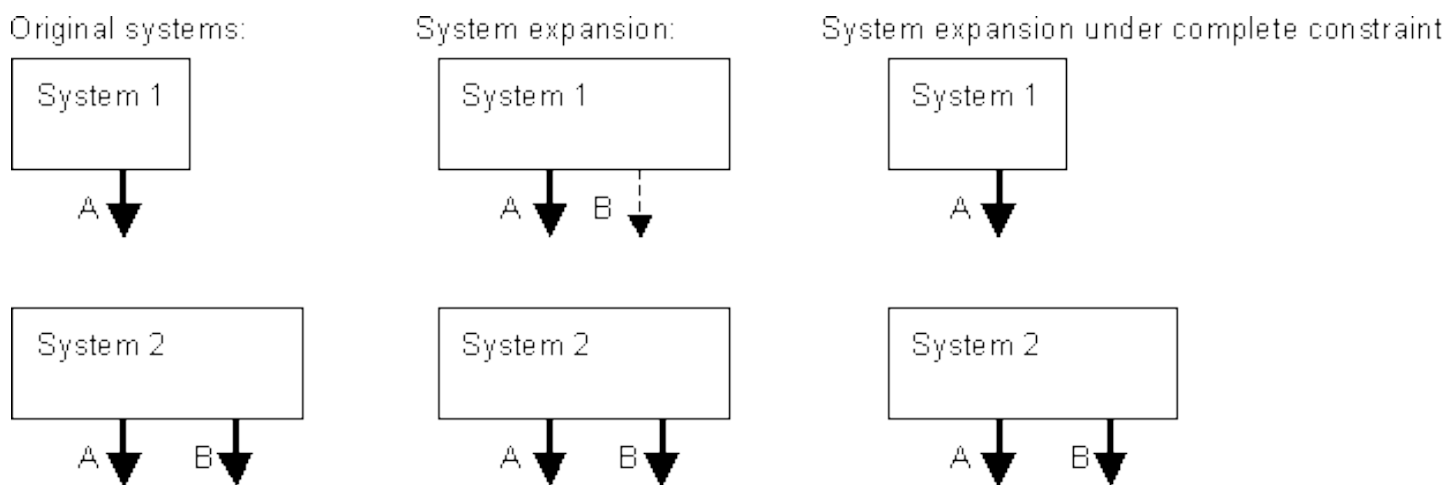 Original systems:
System expansion:
System expansion under complete constraint
System 1
System 1
System 1
A
A
B
A
System 2
System 2
System 2
A
B
A
B
A
B